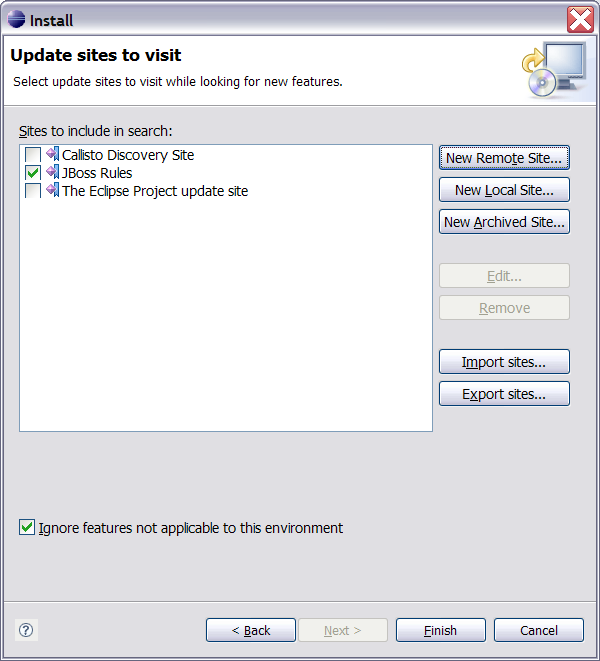 Install
Update sites to visit
Select update sites to visit while looking for new features.
Sites to include in search:
Callisto Discovery Site
JBoss Rules
The Eclipse Project update site
New Remote Site...
New Local Site...
New Archived Site...
Edit...
Remove
Import sites...
Export sites...
Ignore features not applicable to this environment
?
< Back
Next >
Finish
Cancel